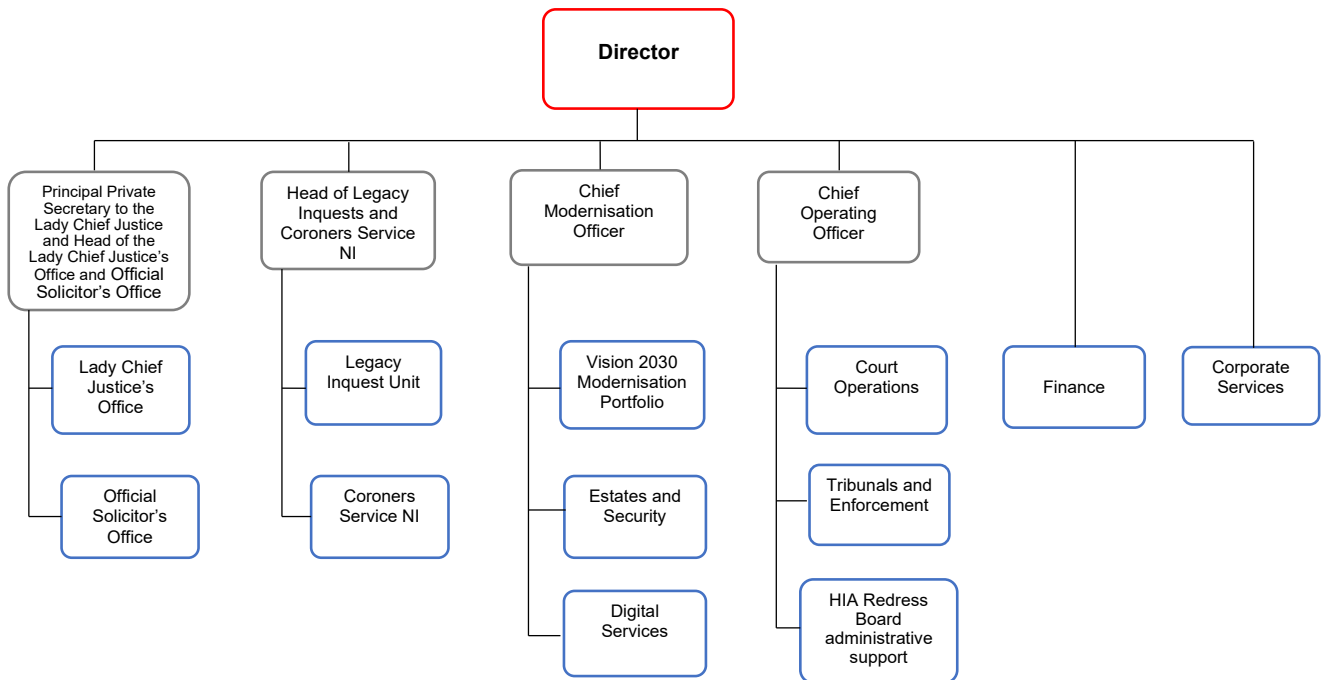 Director
Principal Private
Secretary to the
Lady Chief Justice
and Head of the
Lady Chief Justice's
Office and Official
Solicitor's Office
Head of Legacy
Inquests and
Coroners Service
NI
Chief
Modernisation
Officer
Chief
Operating
Officer
Lady Chief
Justice's
Office
Legacy
Inquest Unit
Vision 2030
Modernisation
Portfolio
Court
Operations
Finance
Corporate
Services
Official
Solicitor's
Office
Coroners
Service NI
Estates and
Security
Tribunals and
Enforcement
Digital
Services
HIA Redress
Board
administrative
support